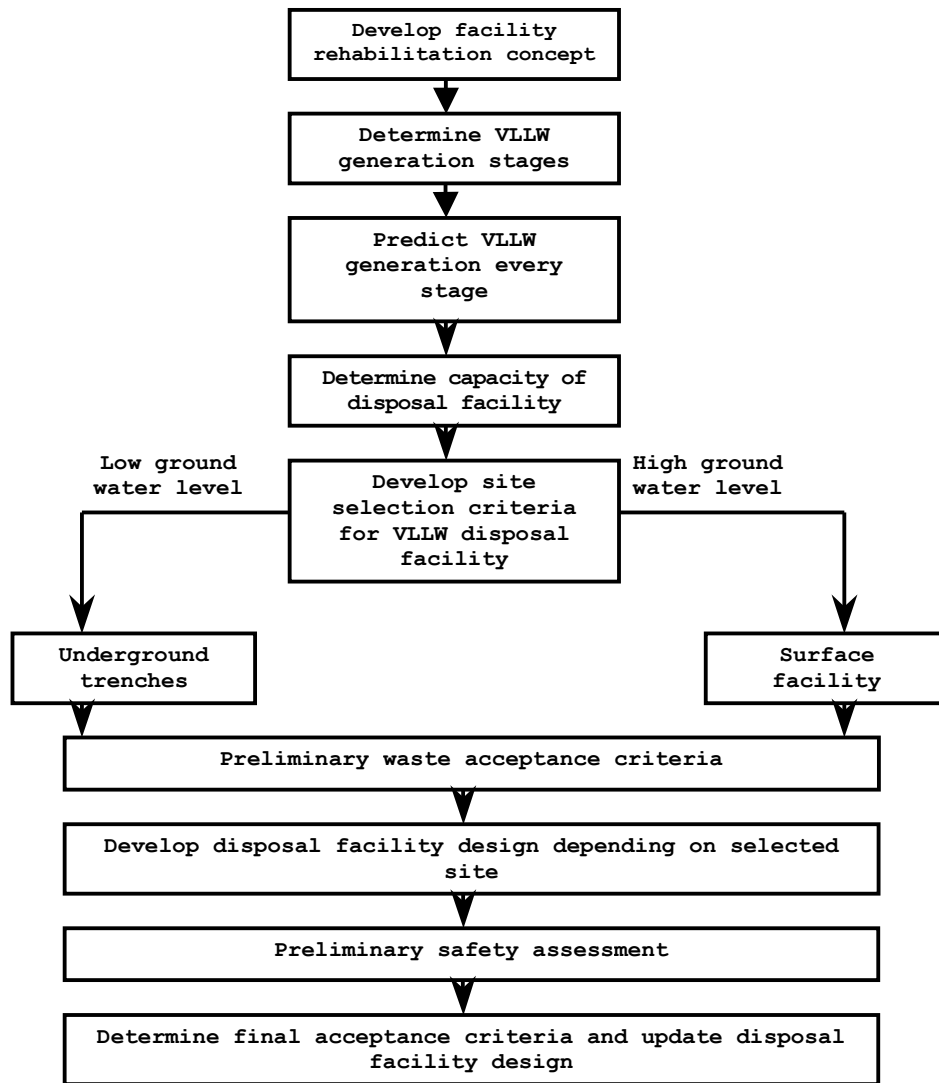 Develop facility
rehabilitation concept
Determine VLLW
generation stages
Predict VLLW
generation every
stage
Determine capacity of
disposal facility
Low ground
water level
High ground
water level
Develop site
selection criteria
for VLLW disposal
facility
Underground
trenches
Surface
facility
Preliminary waste acceptance criteria
Develop disposal facility design depending on selected
site
Preliminary safety assessment
Determine final acceptance criteria and update disposal
facility design